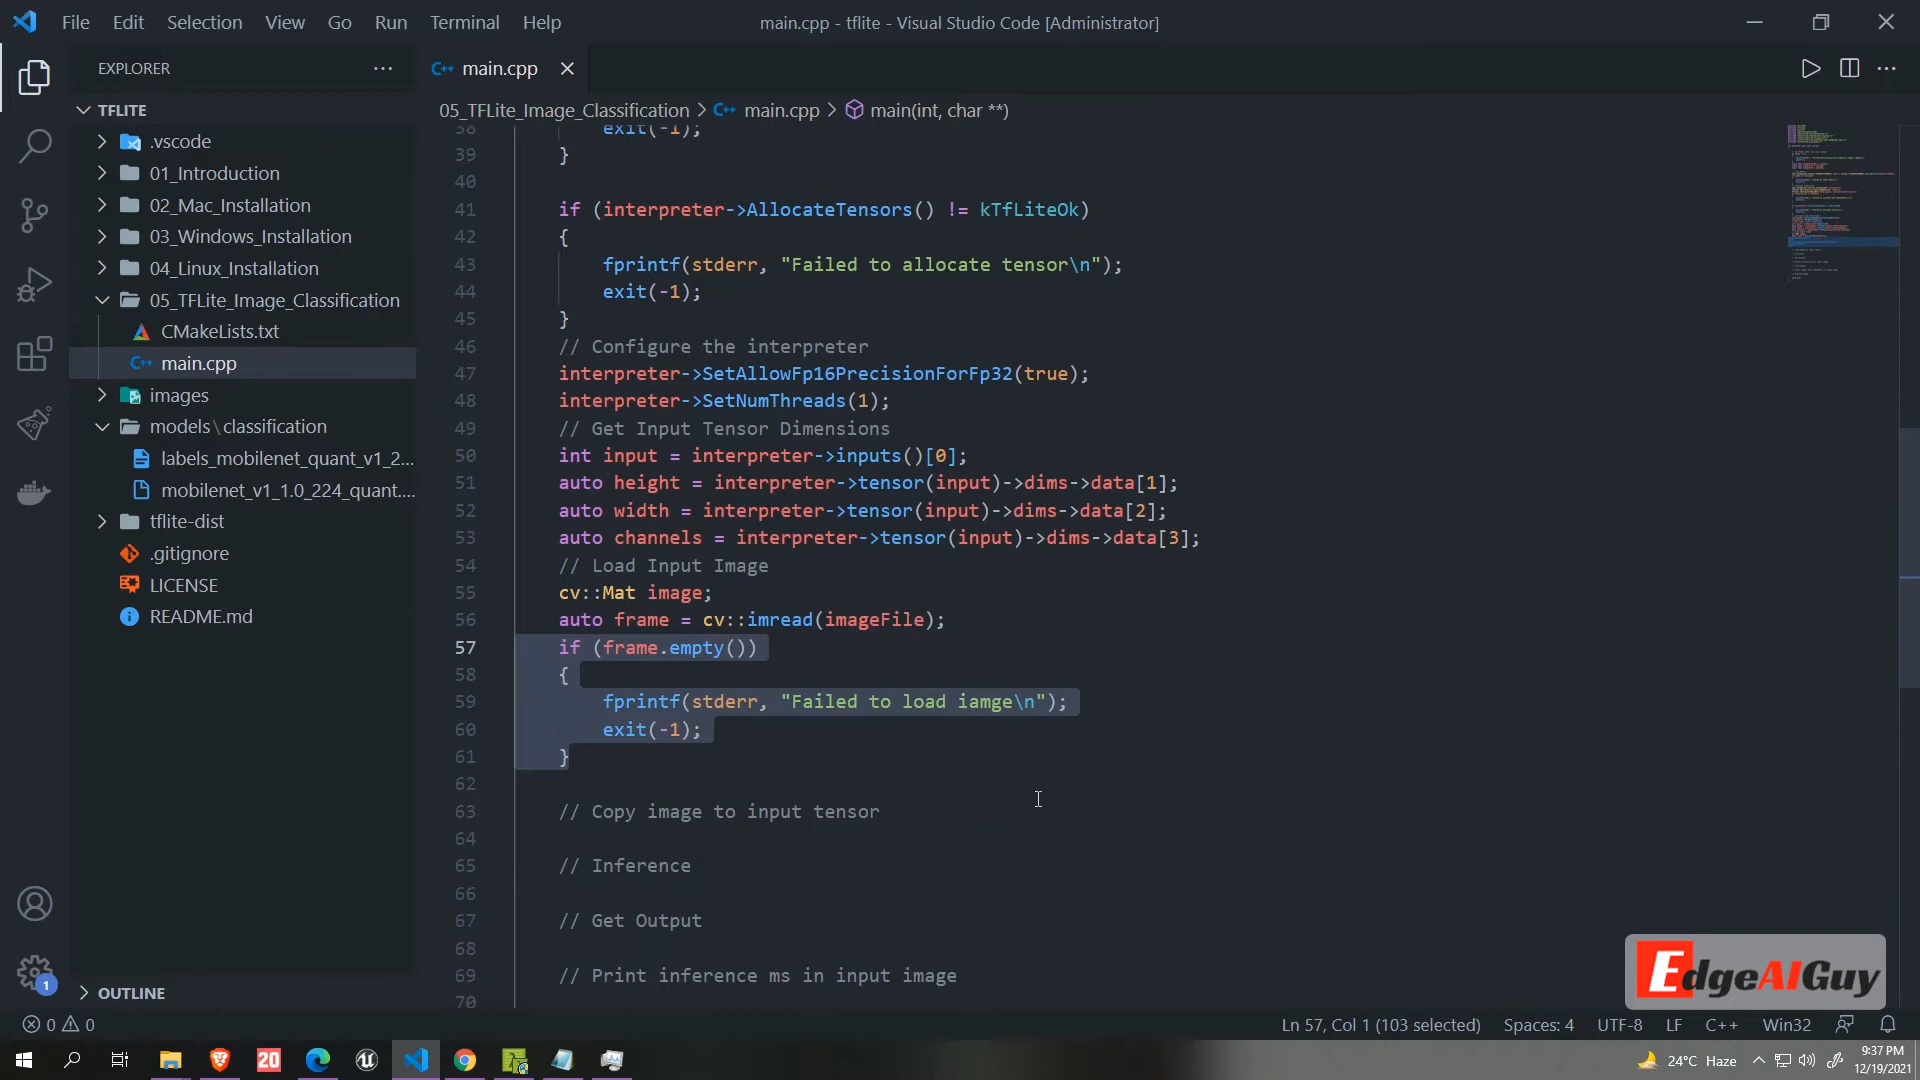 File Edit Selection View Go Run Terminal Help
main.cpp - tflite - Visual Studio Code [Administrator]
EXPLORER
main.cpp
TFLITE
05_TFLite_Image_Classification > main.cpp > main(int, char **)
.vscode
01_Introduction
02_Mac_Installation
03_Windows_Installation
04_Linux_Installation
05_TFLite_Image_Classification
CMakeLists.txt
main.cpp
images
models\classification
labels_mobilenet_quant_v1_2...
mobilenet_v1_1.0_224_quant....
tflite-dist
.gitignore
LICENSE
README.md
OUTLINE
1
38 exit(-1);
39 }
40
41 if (interpreter->AllocateTensors() != kTfLiteOk)
42 {
43 fprintf(stderr, "Failed to allocate tensor\n");
44 exit(-1);
45 }
46 // Configure the interpreter
47 interpreter->SetAllowFp16PrecisionForFp32(true);
48 interpreter->SetNumThreads(1);
49 // Get Input Tensor Dimensions
50 int input = interpreter->inputs()[0];
51 auto height = interpreter->tensor(input)->dims->data[1];
52 auto width = interpreter->tensor(input)->dims->data[2];
53 auto channels = interpreter->tensor(input)->dims->data[3];
54 // Load Input Image
55 cv::Mat image;
56 auto frame = cv::imread(imageFile);
57 if (frame.empty())
58 {
59 fprintf(stderr, "Failed to load iamge\n");
60 exit(-1);
61 }
62
63 // Copy image to input tensor
64
65 // Inference
66
67 // Get Output
68
69 // Print inference ms in input image
70
EdgeAIGuy
0 0
Ln 57, Col 1 (103 selected) Spaces: 4 UTF-8 LF C++ Win32
20
24°C Haze
9:37 PM
12/19/2021